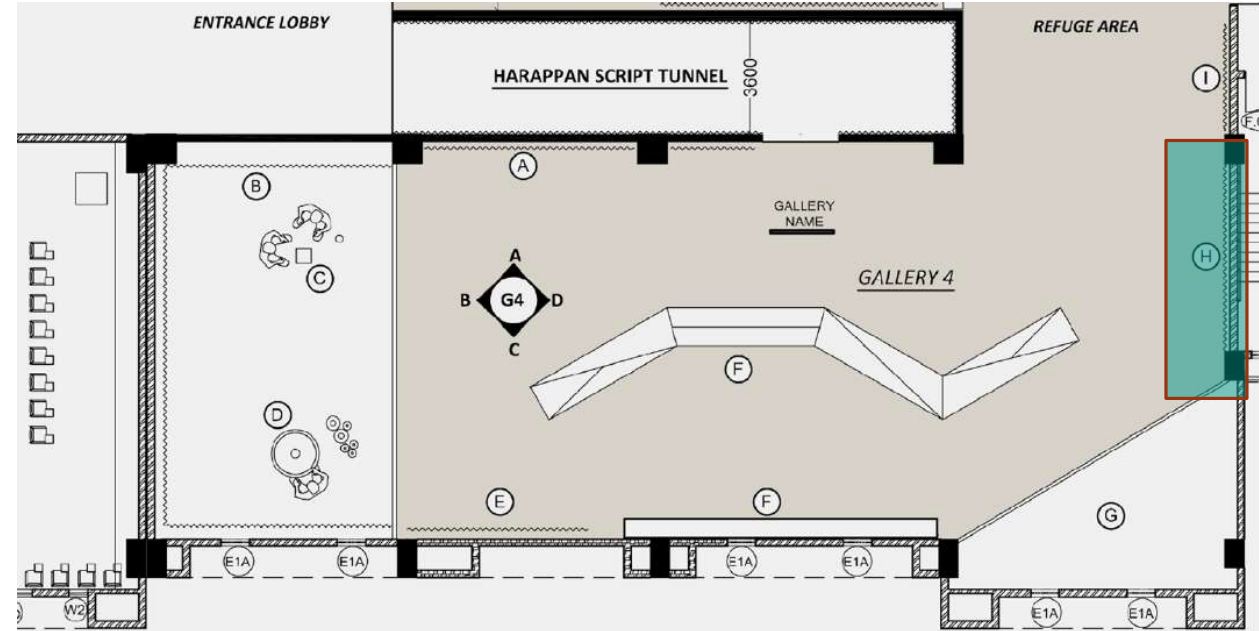 ENTRANCE LOBBY
REFUGE AREA
HARAPPAN SCRIPT TUNNEL
3600
I
A
B
GALLERY
NAME
H
C
A
B G4 D
C
GALLERY 4
F
D
E
F
G
E1A
E1A
E1A
E1A
W2
E1A
E1A